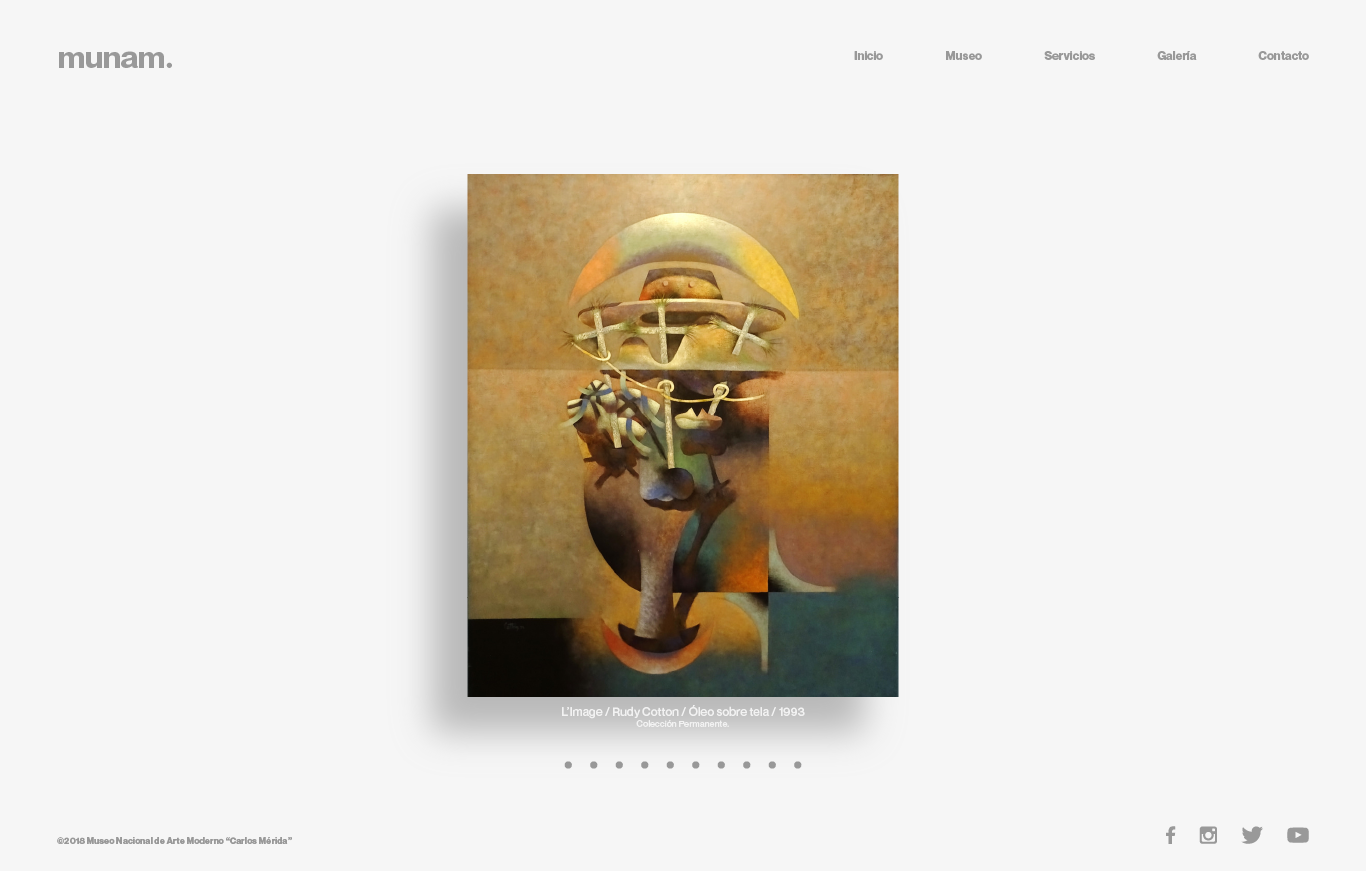 munam.
Inicio
Museo
Servicios
Galería
Contacto
L'Image / Rudy Cotton / Óleo sobre tela / 1993
Colección Permanente.
©2018 Museo Nacional de Arte Moderno “Carlos Mérida”